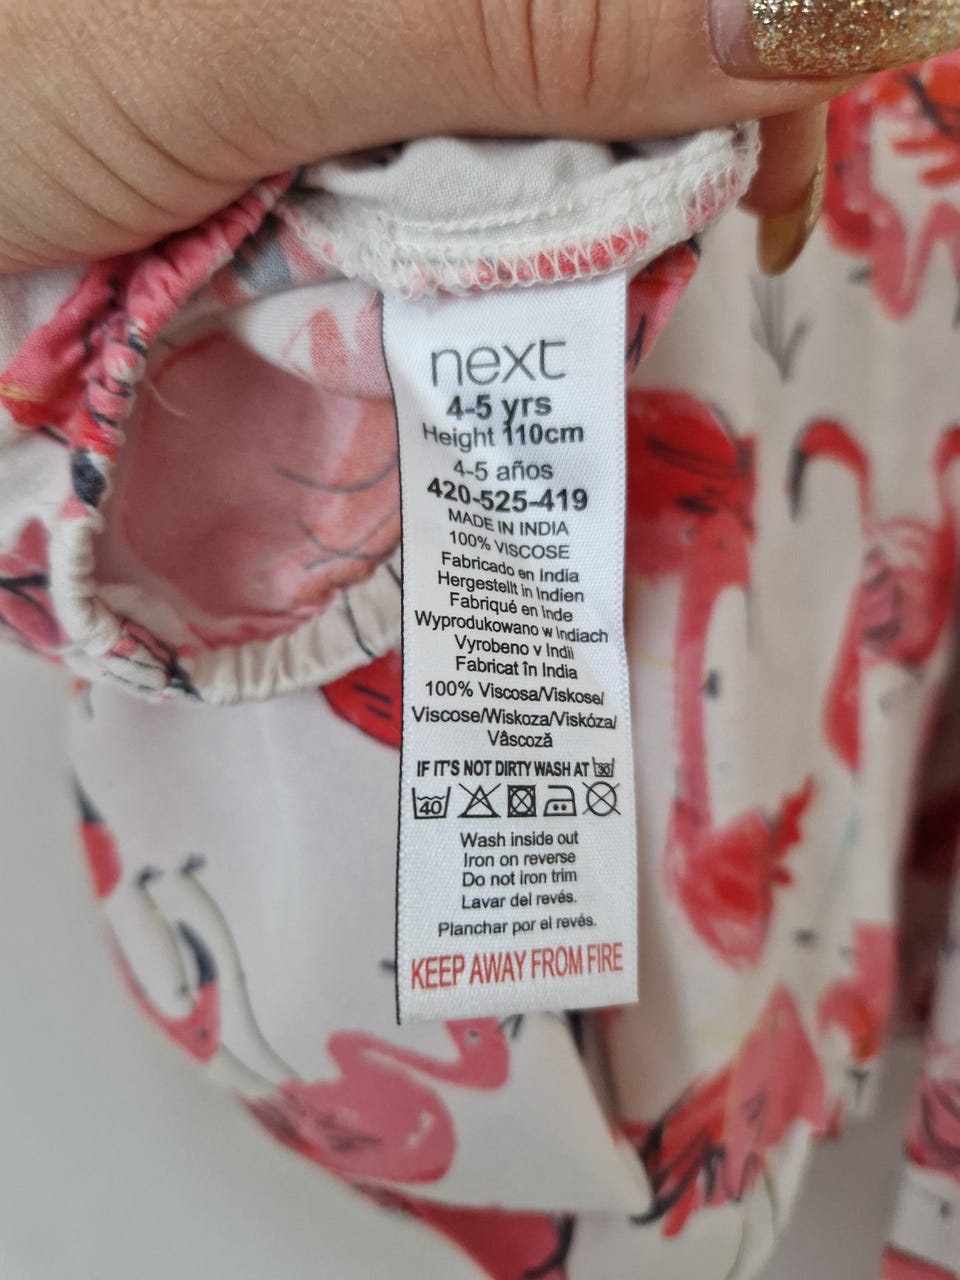 next
4-5 yrs
Height 110cm
4-5 años
420-525-419
MADE IN INDIA
100% VISCOSE
Fabricado en India
Hergestellt in Indien
Fabriqué en Inde
Wyprodukowano w Indiach
Vyrobeno v Indii
Fabricat în India
100% Viscosa/Viskose/
Viscose/Wiskoza/Viskóza/
Vâscoză
IF IT'S NOT DIRTY WASH AT 30
40
Wash inside out
Iron on reverse
Do not iron trim
Lavar del revés.
Planchar por el revés.
KEEP AWAY FROM FIRE